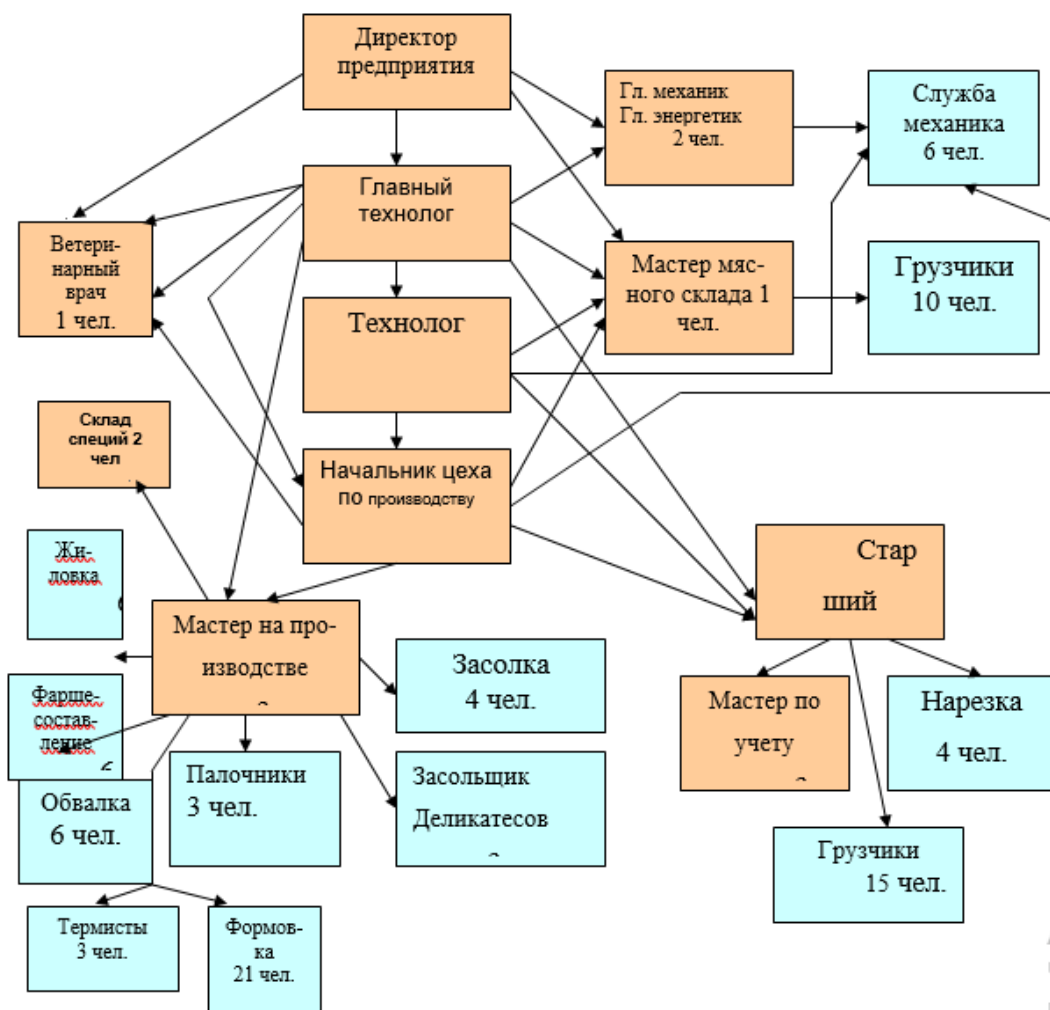 Директор
предприятия
Гл. механик
Гл. энергетик
2 чел.
Служба
механика
6 чел.
Главный
технолог
Ветери-
нарный
врач
1 чел.
Мастер мяс-
ного склада 1
чел.
Грузчики
10 чел.
Технолог
Склад
специй 2
чел
Начальник цеха
по производству
Жи-
ловка
Стар
ший
Мастер на про-
изводстве
Засолка
4 чел.
Фарше-
состав-
ление
Мастер по
учету
Нарезка
4 чел.
Обвалка
6 чел.
Палочники
3 чел.
Засольщик
Деликатесов
Грузчики
15 чел.
Термисты
3 чел.
Формов-
ка
21 чел.